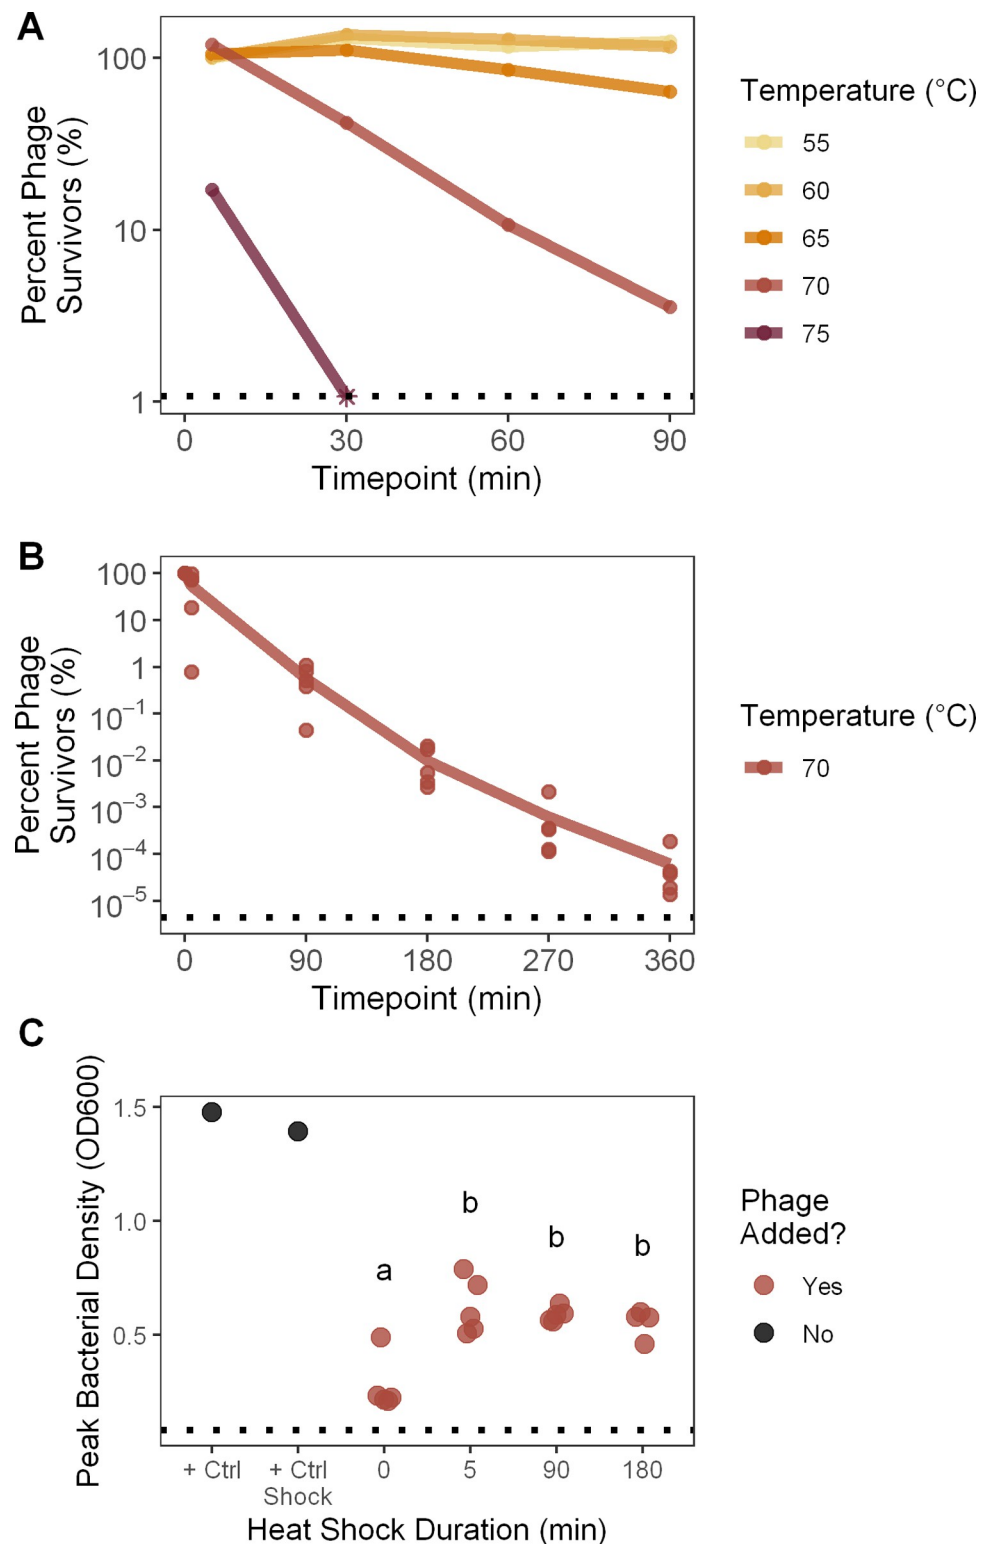 A
Percent Phage
Survivors (%)
100
10
1
0 30 60 90
Timepoint (min)
Temperature (°C)
55
60
65
70
75
B
Percent Phage
Survivors (%)
100
10
1
10⁻¹
10⁻²
10⁻³
10⁻⁴
10⁻⁵
0 90 180 270 360
Timepoint (min)
Temperature (°C)
70
C
Peak Bacterial Density (OD600)
1.5
1.0
0.5
a
b
b
b
+ Ctrl
+ Ctrl
Shock
0 5 90 180
Heat Shock Duration (min)
Phage
Added?
Yes
No